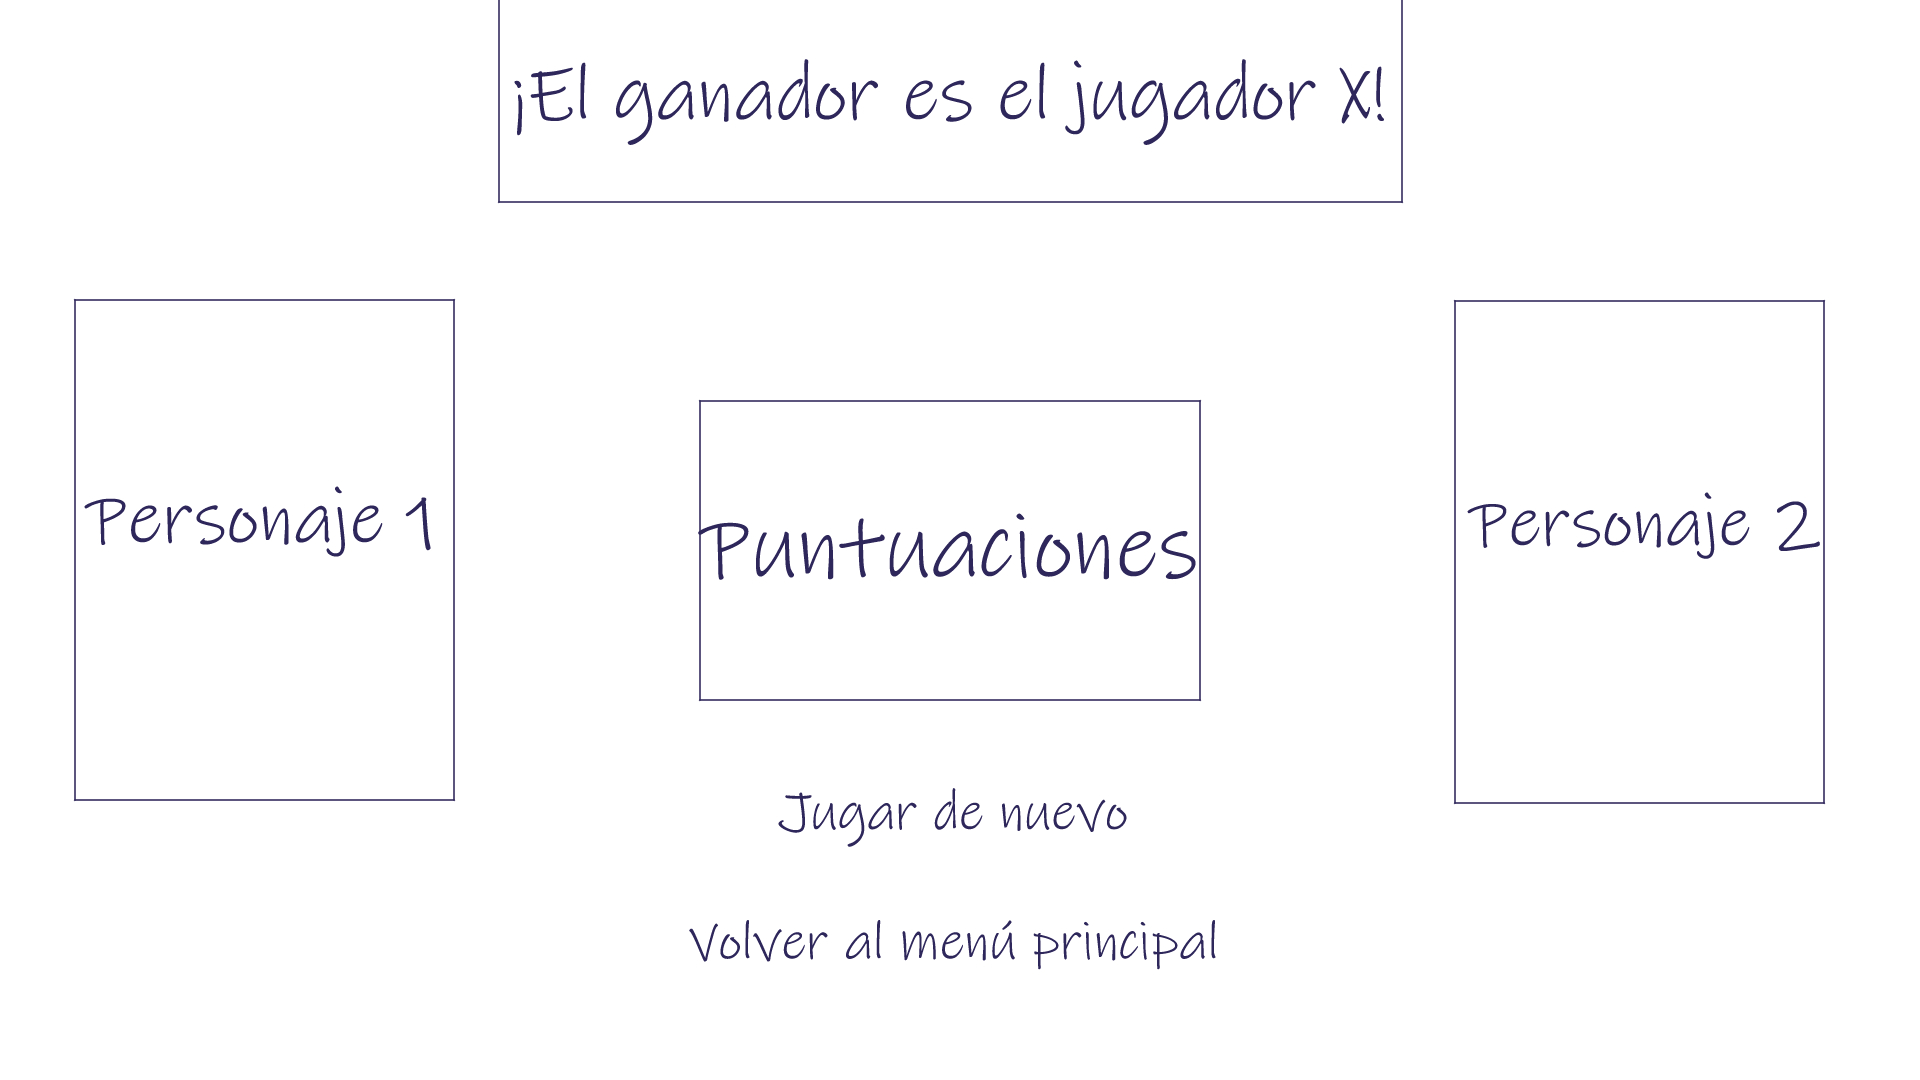 ¡El ganador es el jugador X!
Personaje 1
Puntuaciones
Personaje 2
Jugar de nuevo
Volver al menú principal